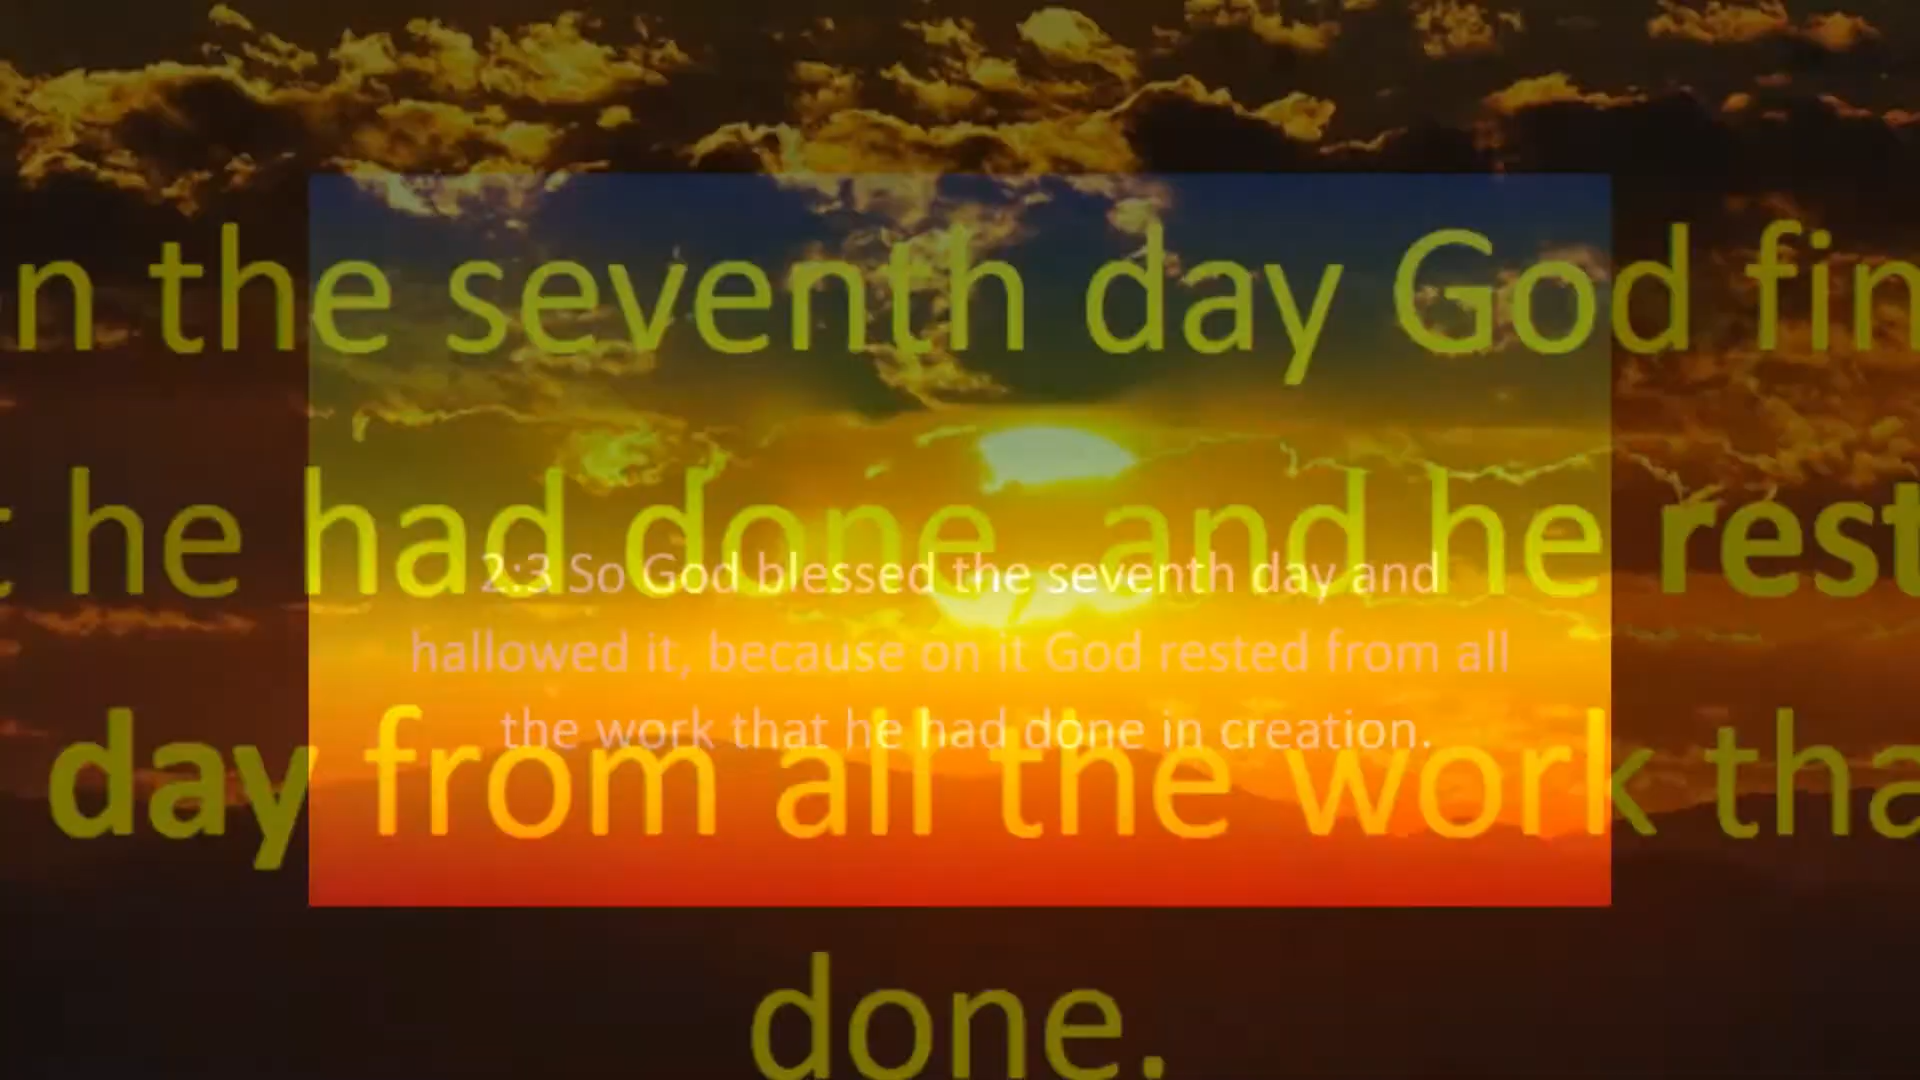 n the seventh day God fin
t he had done, and he rest
day from all the work tha
done.
2:3 So God blessed the seventh day and
hallowed it, because on it God rested from all
the work that he had done in creation.